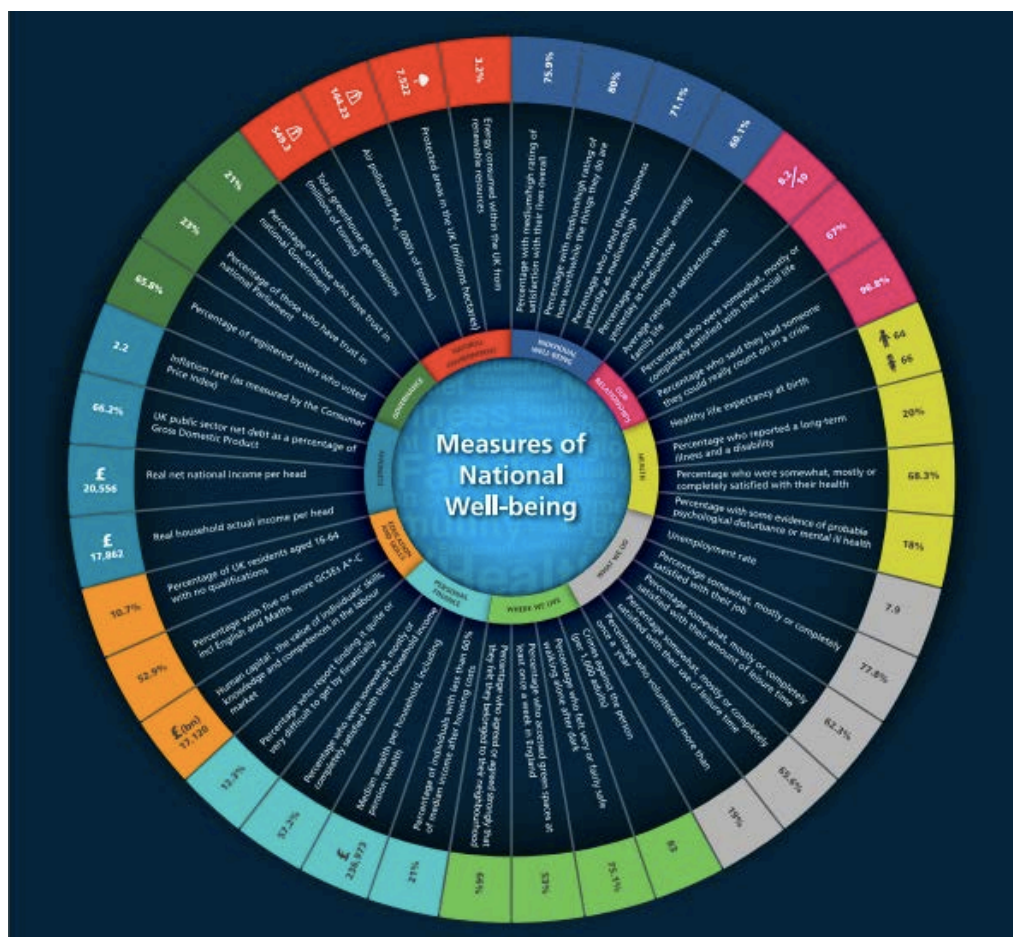 Measures of
National
Well-being
PERSONAL
WELL-BEING
75.9%
Percentage with medium/high rating of
satisfaction with their lives overall
80%
Percentage with medium/high rating of
how worthwhile the things they do are
71.1%
Percentage who rated their happiness
yesterday as medium/high
60.1%
Percentage who rated their anxiety
yesterday as medium/low
OUR
RELATIONSHIPS
8.2/10
Average rating of satisfaction with
family life
67%
Percentage who were somewhat, mostly or
completely satisfied with their social life
96.8%
Percentage who said they had someone
they could really count on in a crisis
HEALTH
64
66
Healthy life expectancy at birth
20%
Percentage who reported a long-term
illness and a disability
68.3%
Percentage who were somewhat, mostly or
completely satisfied with their health
18%
Percentage with some evidence of probable
psychological disturbance or mental ill health
WHAT WE DO
7.9
Unemployment rate
77.8%
Percentage somewhat, mostly or completely
satisfied with their job
62.3%
Percentage somewhat, mostly or completely
satisfied with their amount of leisure time
65.6%
Percentage somewhat, mostly or completely
satisfied with their use of leisure time
19%
Percentage who volunteered more than
once a year
WHERE WE LIVE
83
Crimes against the person
(per 1,000 adults)
75.1%
Percentage who felt very or fairly safe
walking alone after dark
53%
Percentage who accessed green spaces at
least once a week in England
66%
Percentage who agreed or agreed strongly that
they felt they belonged to their neighbourhood
PERSONAL
FINANCE
21%
Percentage of individuals with less than 60%
of median income after housing costs
£
236,973
Median wealth per household, including
pension wealth
57.2%
Percentage who were somewhat, mostly or
completely satisfied with their household income
12.3%
Percentage who report finding it quite or
very difficult to get by financially
EDUCATION
AND SKILLS
£(bn)
17,120
Human capital - the value of individuals' skills,
knowledge and competences in the labour
market
52.9%
Percentage with five or more GCSEs A*-C
incl English and Maths
10.7%
Percentage of UK residents aged 16-64
with no qualifications
ECONOMY
£
17,862
Real household actual income per head
£
20,556
Real net national income per head
66.2%
UK public sector net debt as a percentage of
Gross Domestic Product
2.2
Inflation rate (as measured by the Consumer
Price Index)
GOVERNANCE
65.8%
Percentage of registered voters who voted
23%
Percentage of those who have trust in
national Parliament
21%
Percentage of those who have trust in
national Government
NATURAL
ENVIRONMENT
549.3
Total greenhouse gas emissions
(millions of tonnes)
144.23
Air pollutants PM₁₀ (000's of tonnes)
7,522
Protected areas in the UK (millions hectares)
3.2%
Energy consumed within the UK from
renewable resources